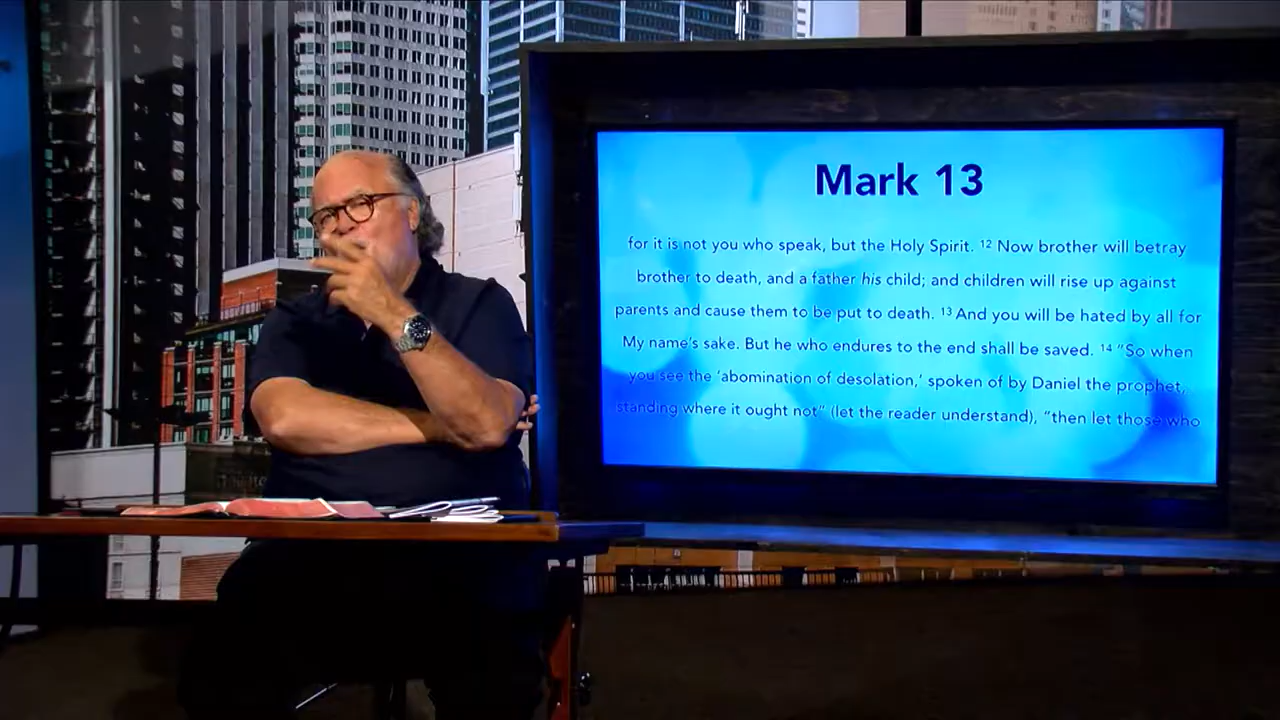 Mark 13
for it is not you who speak, but the Holy Spirit. 12 Now brother will betray
brother to death, and a father his child; and children will rise up against
parents and cause them to be put to death. 13 And you will be hated by all for
My name's sake. But he who endures to the end shall be saved. 14 "So when
you see the 'abomination of desolation,' spoken of by Daniel the prophet,
standing where it ought not" (let the reader understand), "then let those who